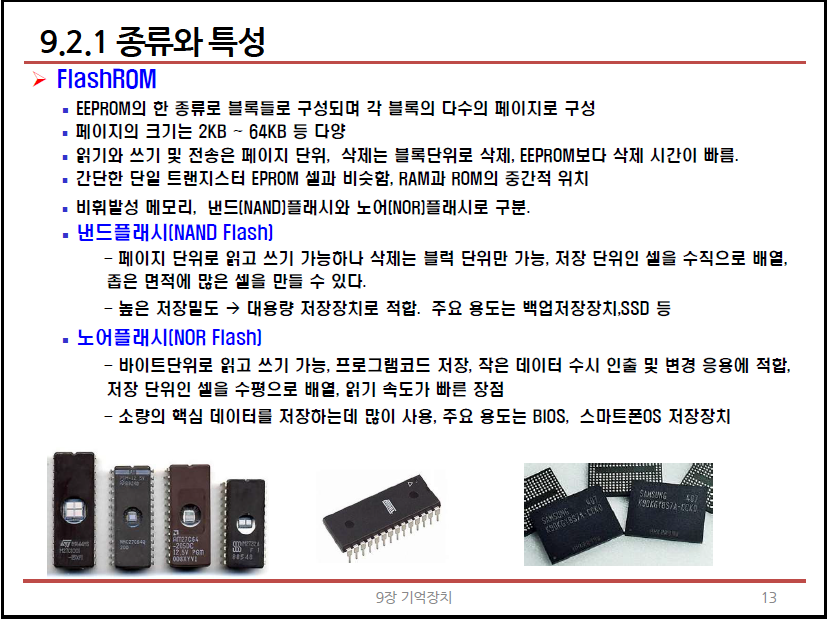 9.2.1 종류와 특성
➢ FlashROM
▪ EEPROM의 한 종류로 블록들로 구성되며 각 블록의 다수의 페이지로 구성
▪ 페이지의 크기는 2KB ~ 64KB 등 다양
▪ 읽기와 쓰기 및 전송은 페이지 단위, 삭제는 블록단위로 삭제, EEPROM보다 삭제 시간이 빠름.
▪ 간단한 단일 트랜지스터 EPROM 셀과 비슷함, RAM과 ROM의 중간적 위치
▪ 비휘발성 메모리, 낸드(NAND)플래시와 노어(NOR)플래시로 구분.
▪ 낸드플래시(NAND Flash)
– 페이지 단위로 읽고 쓰기 가능하나 삭제는 블럭 단위만 가능, 저장 단위인 셀을 수직으로 배열,
좁은 면적에 많은 셀을 만들 수 있다.
– 높은 저장밀도 → 대용량 저장장치로 적합. 주요 용도는 백업저장장치,SSD 등
▪ 노어플래시(NOR Flash)
– 바이트단위로 읽고 쓰기 가능, 프로그램코드 저장, 작은 데이터 수시 인출 및 변경 응용에 적합,
저장 단위인 셀을 수평으로 배열, 읽기 속도가 빠른 장점
– 소량의 핵심 데이터를 저장하는데 많이 사용, 주요 용도는 BIOS, 스마트폰OS 저장장치
AM27C64
12.5V PGM
SAMSUNG 407
SAMSUNG 407
9장 기억장치
13